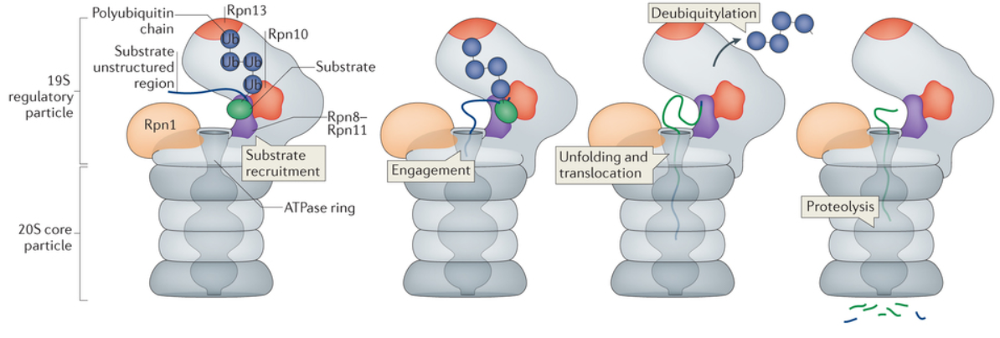 Polyubiquitin
chain
Rpn13
Ub
Ub
Ub
Ub
Rpn10
Substrate
unstructured
region
Substrate
19S
regulatory
particle
Rpn1
Rpn8–
Rpn11
Substrate
recruitment
ATPase ring
20S core
particle
Engagement
Deubiquitylation
Unfolding and
translocation
Proteolysis